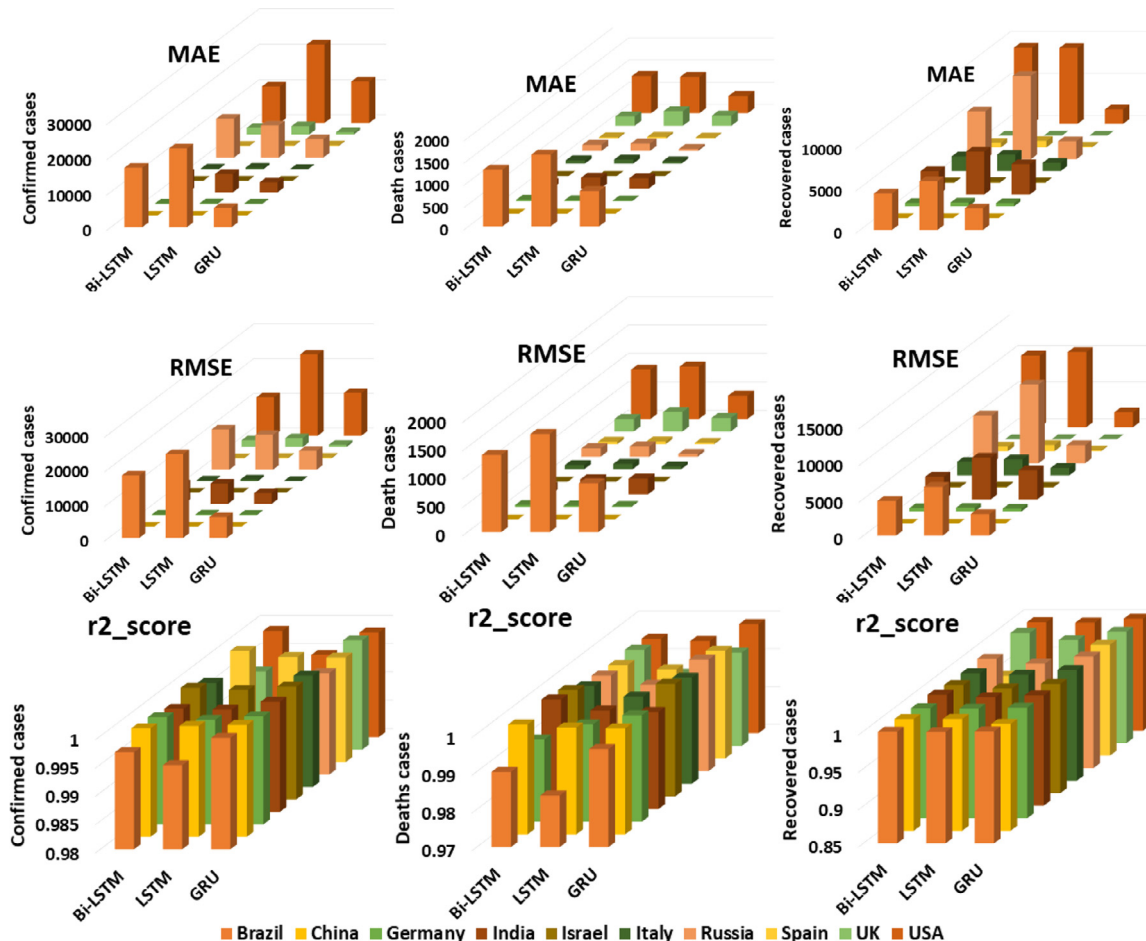 MAE
Confirmed cases
30000
20000
10000
0
Bi-LSTM
LSTM
GRU
MAE
Death cases
2000
1500
1000
500
0
Bi-LSTM
LSTM
GRU
MAE
Recovered cases
10000
5000
0
Bi-LSTM
LSTM
GRU
RMSE
Confirmed cases
30000
20000
10000
0
Bi-LSTM
LSTM
GRU
RMSE
Death cases
2000
1500
1000
500
0
Bi-LSTM
LSTM
GRU
RMSE
Recovered cases
15000
10000
5000
0
Bi-LSTM
LSTM
GRU
r2_score
Confirmed cases
1
0.995
0.99
0.985
0.98
Bi-LSTM
LSTM
GRU
r2_score
Deaths cases
1
0.99
0.98
0.97
Bi-LSTM
LSTM
GRU
r2_score
Recovered cases
1
0.95
0.9
0.85
Bi-LSTM
LSTM
GRU
Brazil China Germany India Israel Italy Russia Spain UK USA